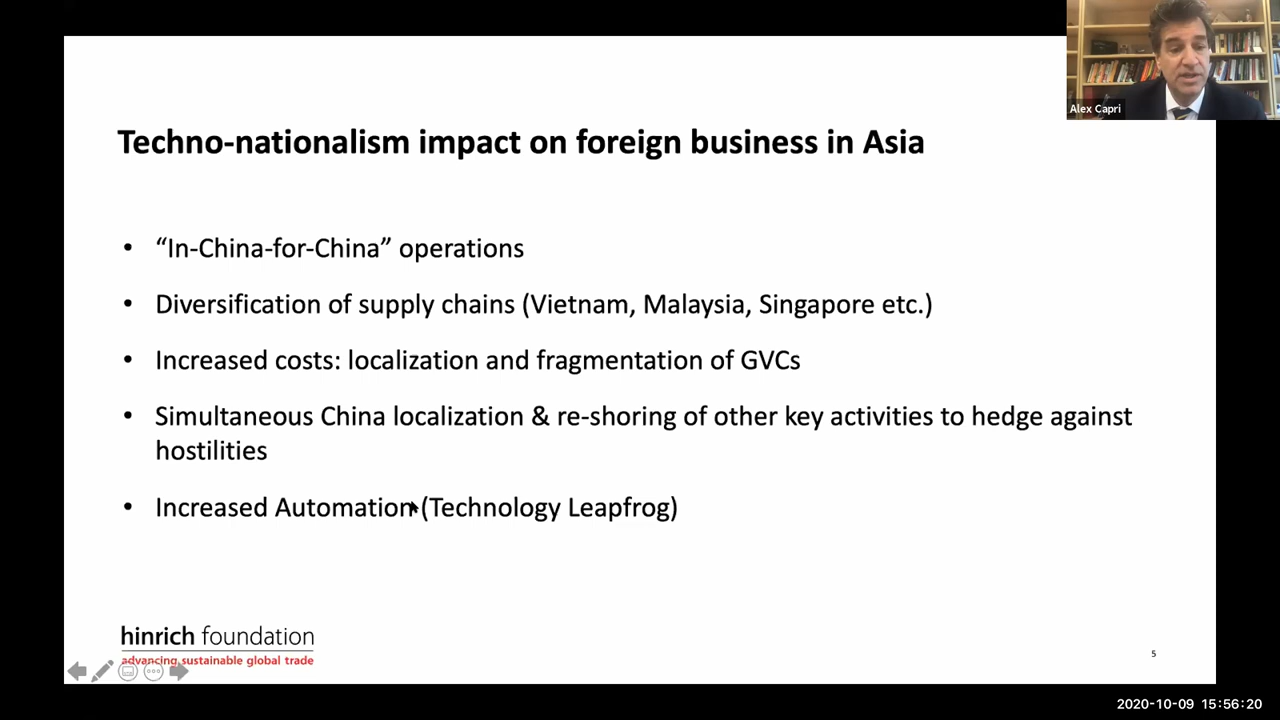 Alex Capri
Techno-nationalism impact on foreign business in Asia
• “In-China-for-China” operations
• Diversification of supply chains (Vietnam, Malaysia, Singapore etc.)
• Increased costs: localization and fragmentation of GVCs
• Simultaneous China localization & re-shoring of other key activities to hedge against
hostilities
• Increased Automation (Technology Leapfrog)
hinrich foundation
advancing sustainable global trade
5
2020-10-09 15:56:20